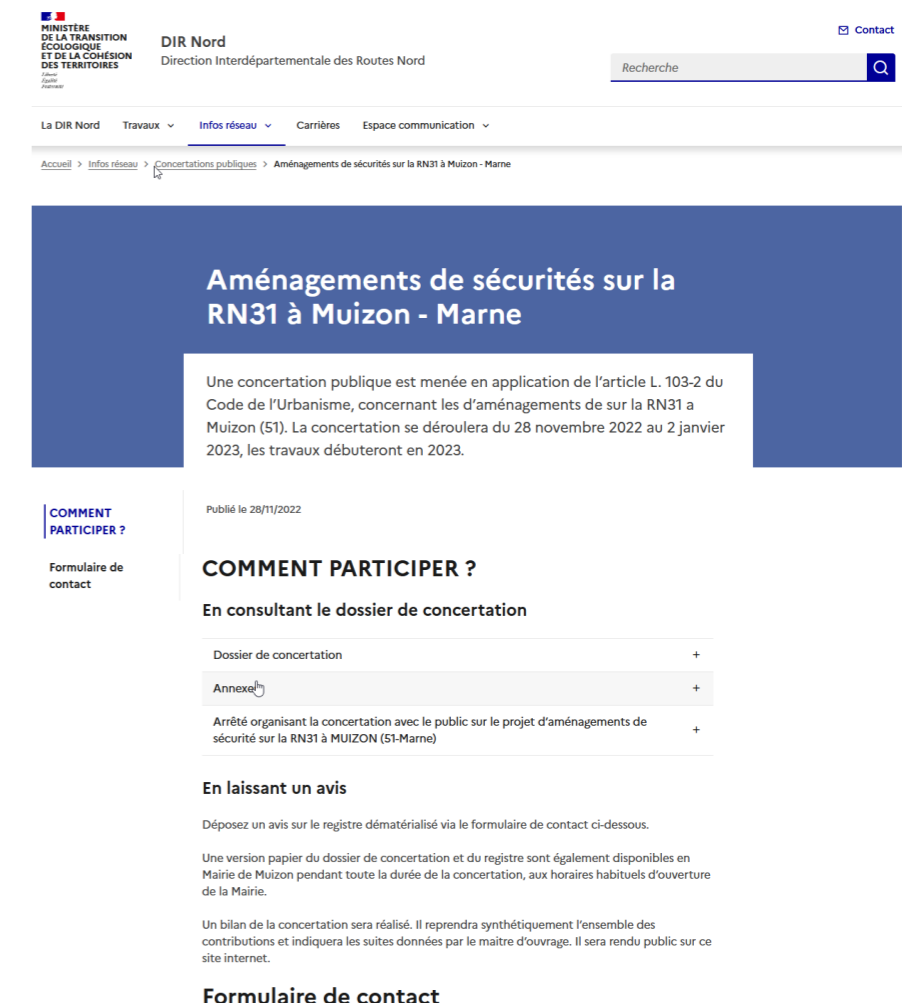 MINISTÈRE
DE LA TRANSITION
ÉCOLOGIQUE
ET DE LA COHÉSION
DES TERRITOIRES
Liberté
Égalité
Fraternité
DIR Nord
Direction Interdépartementale des Routes Nord
Contact
Recherche
La DIR Nord Travaux Infos réseau Carrières Espace communication
Accueil > Infos réseau > Concertations publiques > Aménagements de sécurités sur la RN31 à Muizon - Marne
Aménagements de sécurités sur la
RN31 à Muizon - Marne
Une concertation publique est menée en application de l'article L. 103-2 du
Code de l'Urbanisme, concernant les d'aménagements de sur la RN31 a
Muizon (51). La concertation se déroulera du 28 novembre 2022 au 2 janvier
2023, les travaux débuteront en 2023.
COMMENT
PARTICIPER ?
Formulaire de
contact
Publié le 28/11/2022
COMMENT PARTICIPER ?
En consultant le dossier de concertation
Dossier de concertation +
Annexe +
Arrêté organisant la concertation avec le public sur le projet d'aménagements de
sécurité sur la RN31 à MUIZON (51-Marne) +
En laissant un avis
Déposez un avis sur le registre dématérialisé via le formulaire de contact ci-dessous.
Une version papier du dossier de concertation et du registre sont également disponibles en
Mairie de Muizon pendant toute la durée de la concertation, aux horaires habituels d'ouverture
de la Mairie.
Un bilan de la concertation sera réalisé. Il reprendra synthétiquement l'ensemble des
contributions et indiquera les suites données par le maitre d'ouvrage. Il sera rendu public sur ce
site internet.
Formulaire de contact